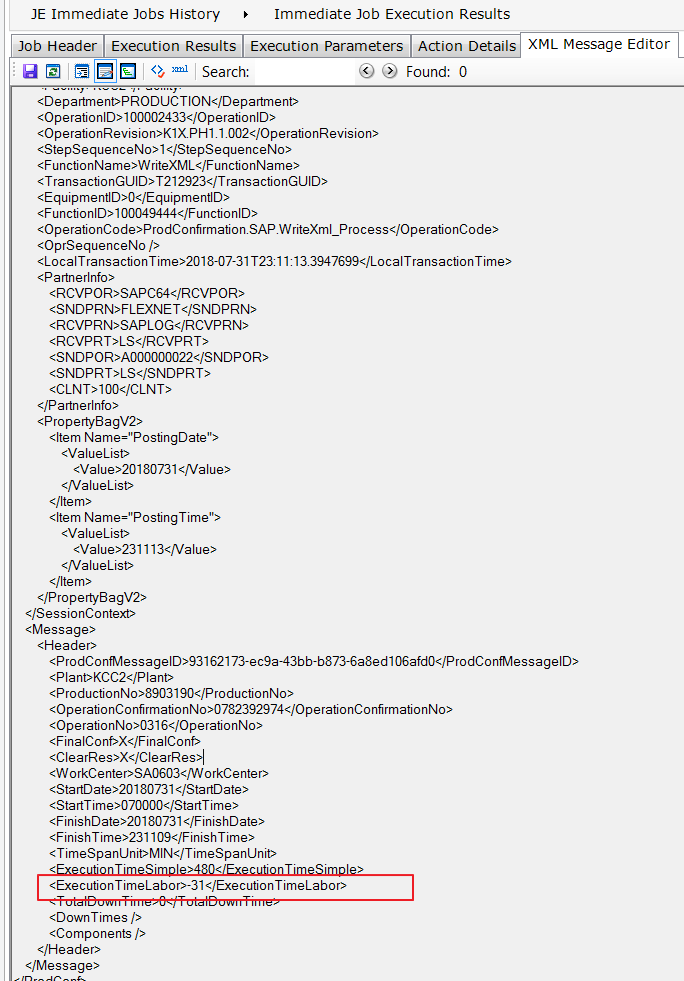 JE Immediate Jobs History ▸ Immediate Job Execution Results
Job Header Execution Results Execution Parameters Action Details XML Message Editor
xml Search: Found: 0
<Facility>KCC2</Facility>
<Department>PRODUCTION</Department>
<OperationID>100002433</OperationID>
<OperationRevision>K1X.PH1.1.002</OperationRevision>
<StepSequenceNo>1</StepSequenceNo>
<FunctionName>WriteXML</FunctionName>
<TransactionGUID>T212923</TransactionGUID>
<EquipmentID>0</EquipmentID>
<FunctionID>100049444</FunctionID>
<OperationCode>ProdConfirmation.SAP.WriteXml_Process</OperationCode>
<OprSequenceNo />
<LocalTransactionTime>2018-07-31T23:11:13.3947699</LocalTransactionTime>
<PartnerInfo>
<RCVPOR>SAPC64</RCVPOR>
<SNDPRN>FLEXNET</SNDPRN>
<RCVPRN>SAPLOG</RCVPRN>
<RCVPRT>LS</RCVPRT>
<SNDPOR>A000000022</SNDPOR>
<SNDPRT>LS</SNDPRT>
<CLNT>100</CLNT>
</PartnerInfo>
<PropertyBagV2>
<Item Name="PostingDate">
<ValueList>
<Value>20180731</Value>
</ValueList>
</Item>
<Item Name="PostingTime">
<ValueList>
<Value>231113</Value>
</ValueList>
</Item>
</PropertyBagV2>
</SessionContext>
<Message>
<Header>
<ProdConfMessageID>93162173-ec9a-43bb-b873-6a8ed106afd0</ProdConfMessageID>
<Plant>KCC2</Plant>
<ProductionNo>8903190</ProductionNo>
<OperationConfirmationNo>0782392974</OperationConfirmationNo>
<OperationNo>0316</OperationNo>
<FinalConf>X</FinalConf>
<ClearRes>X</ClearRes>
<WorkCenter>SA0603</WorkCenter>
<StartDate>20180731</StartDate>
<StartTime>070000</StartTime>
<FinishDate>20180731</FinishDate>
<FinishTime>231109</FinishTime>
<TimeSpanUnit>MIN</TimeSpanUnit>
<ExecutionTimeSimple>480</ExecutionTimeSimple>
<ExecutionTimeLabor>-31</ExecutionTimeLabor>
<TotalDownTime>0</TotalDownTime>
<DownTimes />
<Components />
</Header>
</Message>
</ProdConf>